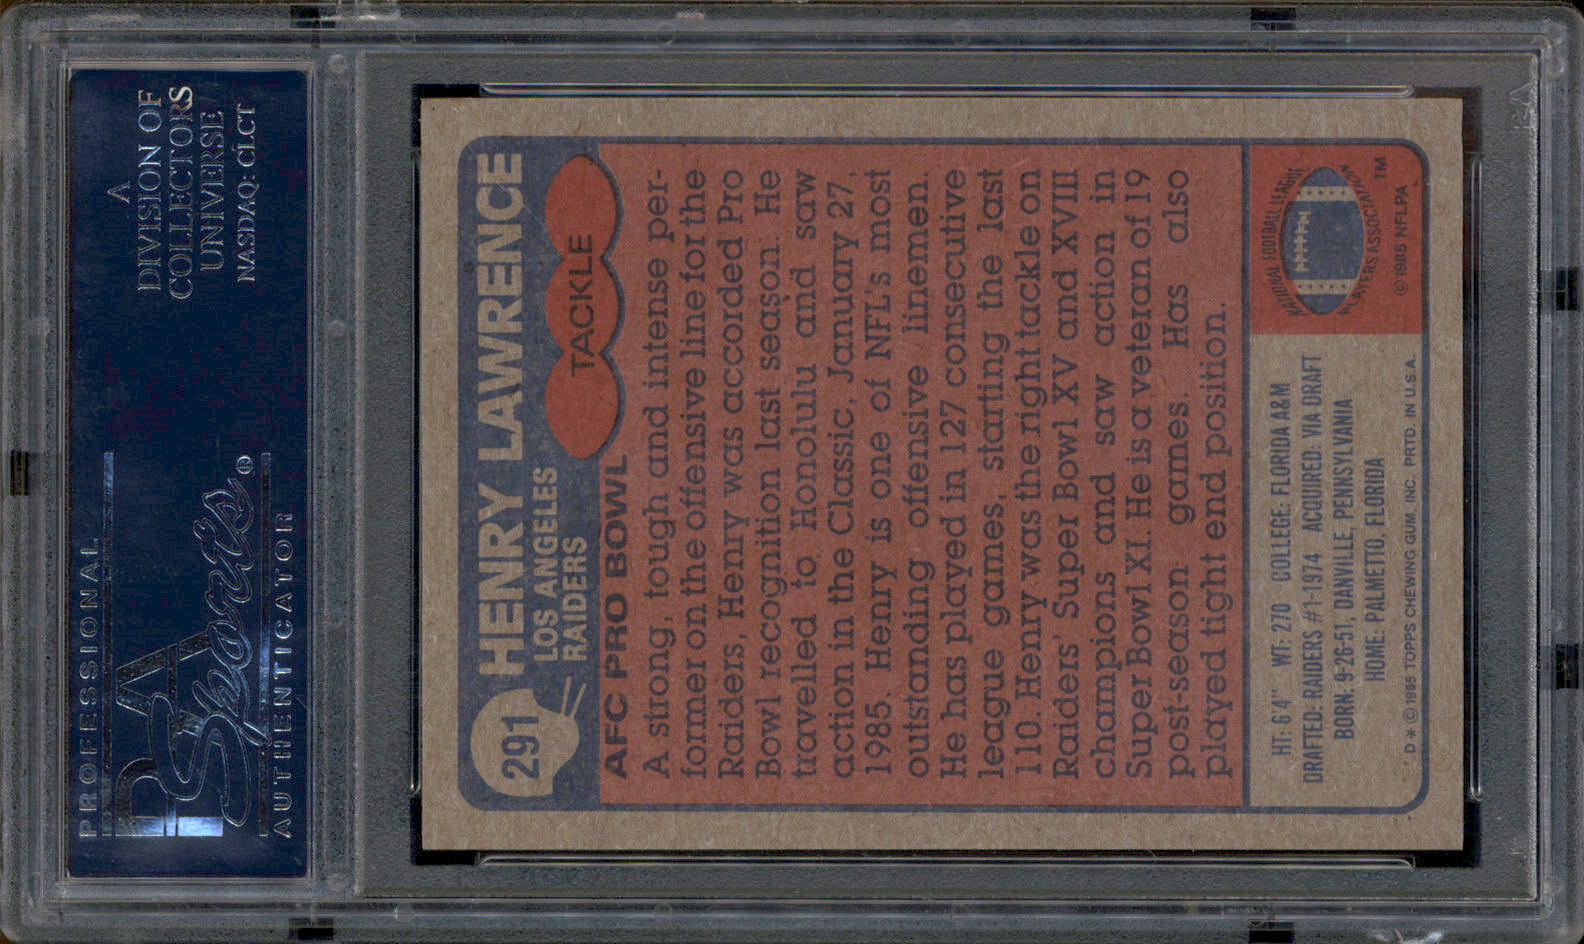 A
DIVISION OF
COLLECTORS
UNIVERSE
NASDAQ: CLCT
PROFESSIONAL
PSA
Sports®
AUTHENTICATOR
291
HENRY LAWRENCE
LOS ANGELES
RAIDERS
TACKLE
AFC PRO BOWL
A strong, tough and intense per-
former on the offensive line for the
Raiders, Henry was accorded Pro
Bowl recognition last season. He
travelled to Honolulu and saw
action in the Classic, January 27,
1985. Henry is one of NFL's most
outstanding offensive linemen.
He has played in 127 consecutive
league games, starting the last
110. Henry was the right tackle on
Raiders' Super Bowl XV and XVIII
champions and saw action in
Super Bowl XI. He is a veteran of 19
post-season games. Has also
played tight end position.
HT: 6'4" WT: 270 COLLEGE: FLORIDA A&M
DRAFTED: RAIDERS #1-1974 ACQUIRED: VIA DRAFT
BORN: 9-26-51, DANVILLE, PENNSYLVANIA
HOME: PALMETTO, FLORIDA
D* © 1985 TOPPS CHEWING GUM, INC. PRTD. IN U.S.A.
NATIONAL FOOTBALL LEAGUE
PLAYERS ASSOCIATION
TM
© 1985 NFLPA